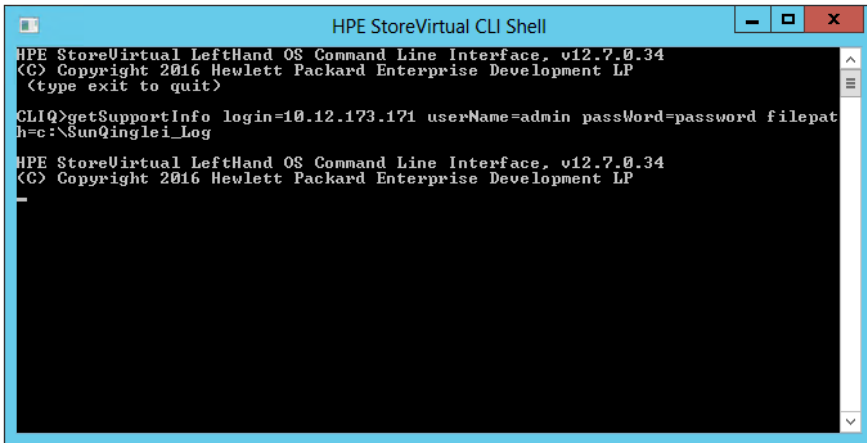 HPE StoreVirtual CLI Shell
HPE StoreVirtual LeftHand OS Command Line Interface, v12.7.0.34
(C) Copyright 2016 Hewlett Packard Enterprise Development LP
(type exit to quit)
CLIQ>getSupportInfo login=10.12.173.171 userName=admin passWord=password filepat
h=c:\SunQinglei_Log
HPE StoreVirtual LeftHand OS Command Line Interface, v12.7.0.34
(C) Copyright 2016 Hewlett Packard Enterprise Development LP